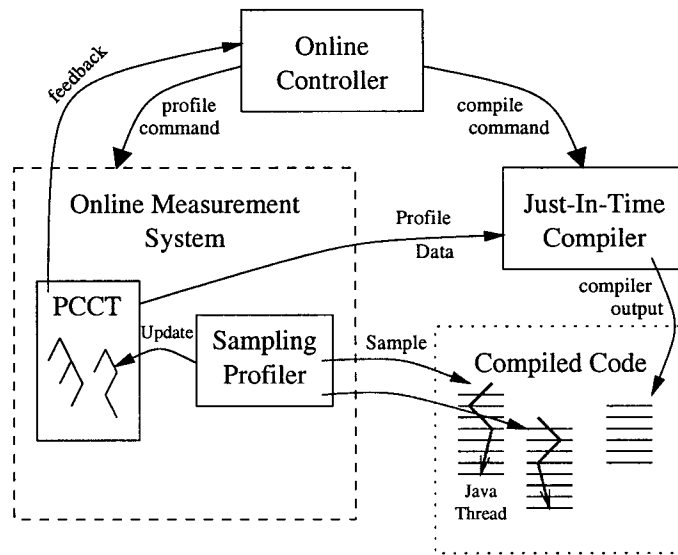 Online
Controller
feedback
profile
command
compile
command
Online Measurement
System
Profile
Data
Just-In-Time
Compiler
compiler
output
PCCT
Update
Sampling
Profiler
Sample
Compiled Code
Java
Thread